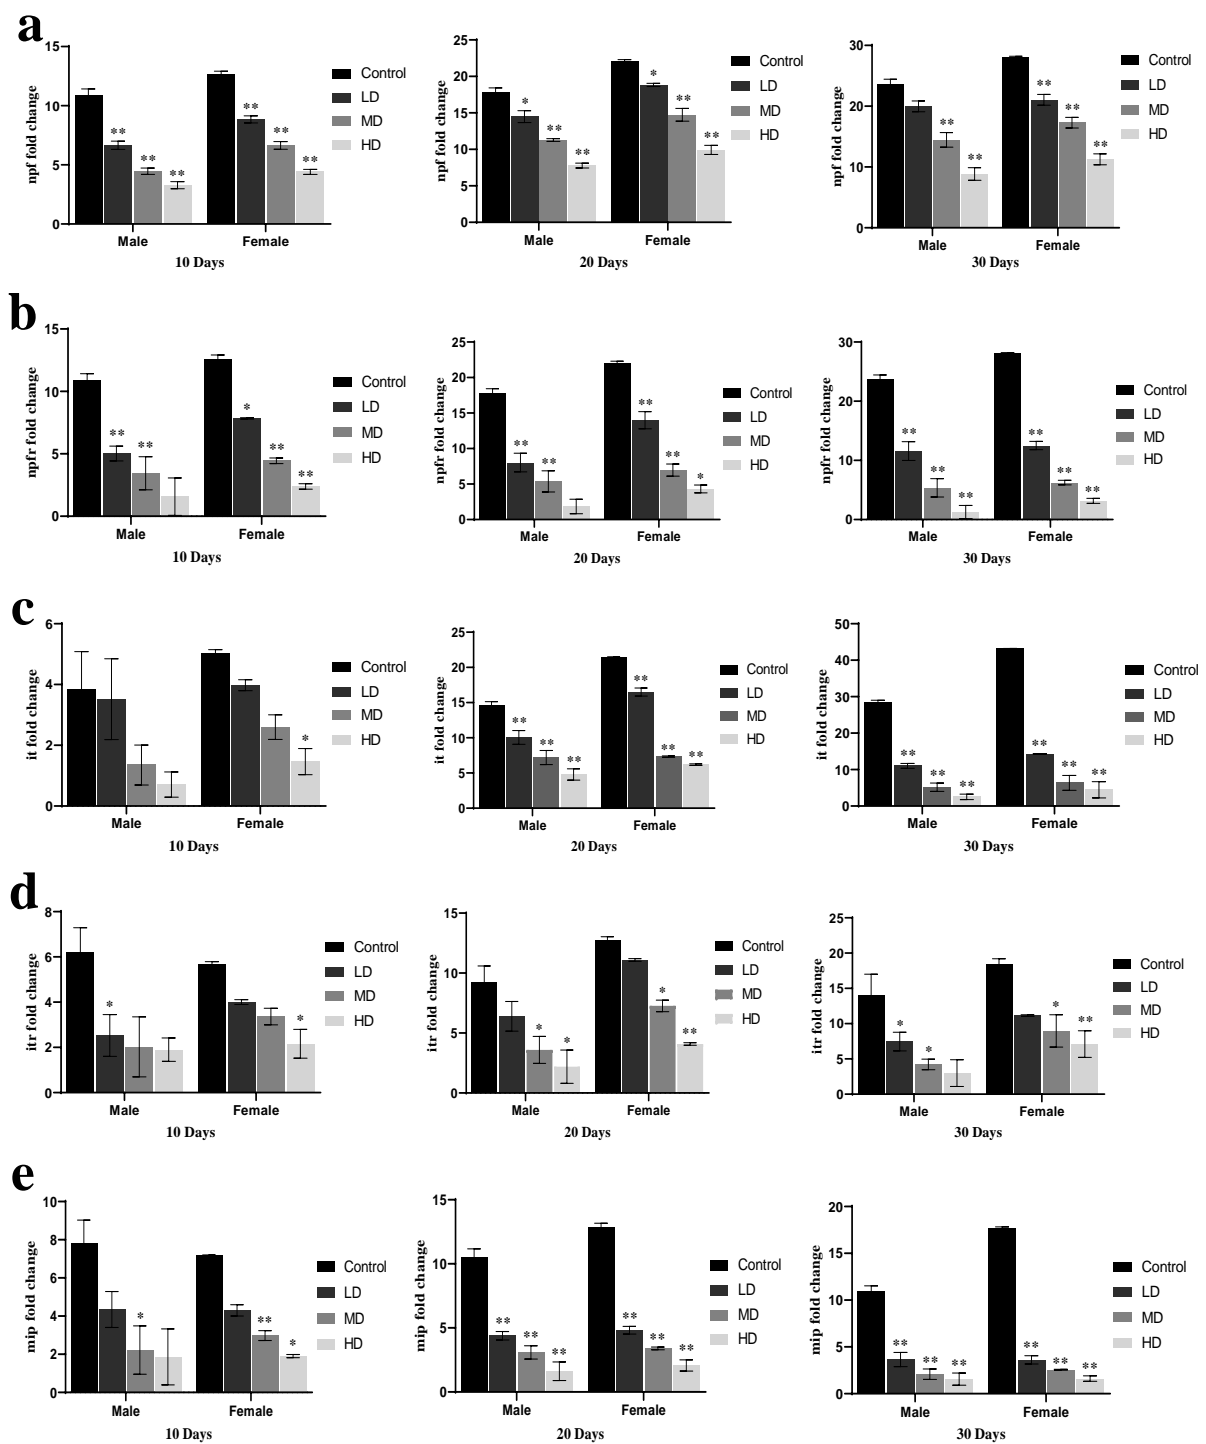 a
npf fold change
15
10
5
0
** ** ** ** ** **
Control
LD
MD
HD
Male Female
10 Days
npf fold change
25
20
15
10
5
0
* ** ** * ** **
Control
LD
MD
HD
Male Female
20 Days
npf fold change
30
20
10
0
** ** ** ** **
Control
LD
MD
HD
Male Female
30 Days
b
npfr fold change
15
10
5
0
** ** * ** **
Control
LD
MD
HD
Male Female
10 Days
npfr fold change
25
20
15
10
5
0
** ** ** ** *
Control
LD
MD
HD
Male Female
20 Days
npfr fold change
30
20
10
0
** ** ** ** ** **
Control
LD
MD
HD
Male Female
30 Days
c
it fold change
6
4
2
0
*
Control
LD
MD
HD
Male Female
10 Days
it fold change
25
20
15
10
5
0
** ** ** ** ** **
Control
LD
MD
HD
Male Female
20 Days
it fold change
50
40
30
20
10
0
** ** ** ** ** **
Control
LD
MD
HD
Male Female
30 Days
d
itr fold change
8
6
4
2
0
* *
Control
LD
MD
HD
Male Female
10 Days
itr fold change
15
10
5
0
* * * **
Control
LD
MD
HD
Male Female
20 Days
itr fold change
25
20
15
10
5
0
* * * **
Control
LD
MD
HD
Male Female
30 Days
e
mip fold change
10
8
6
4
2
0
* ** *
Control
LD
MD
HD
Male Female
10 Days
mip fold change
15
10
5
0
** ** ** ** ** **
Control
LD
MD
HD
Male Female
20 Days
mip fold change
20
15
10
5
0
** ** ** ** ** **
Control
LD
MD
HD
Male Female
30 Days